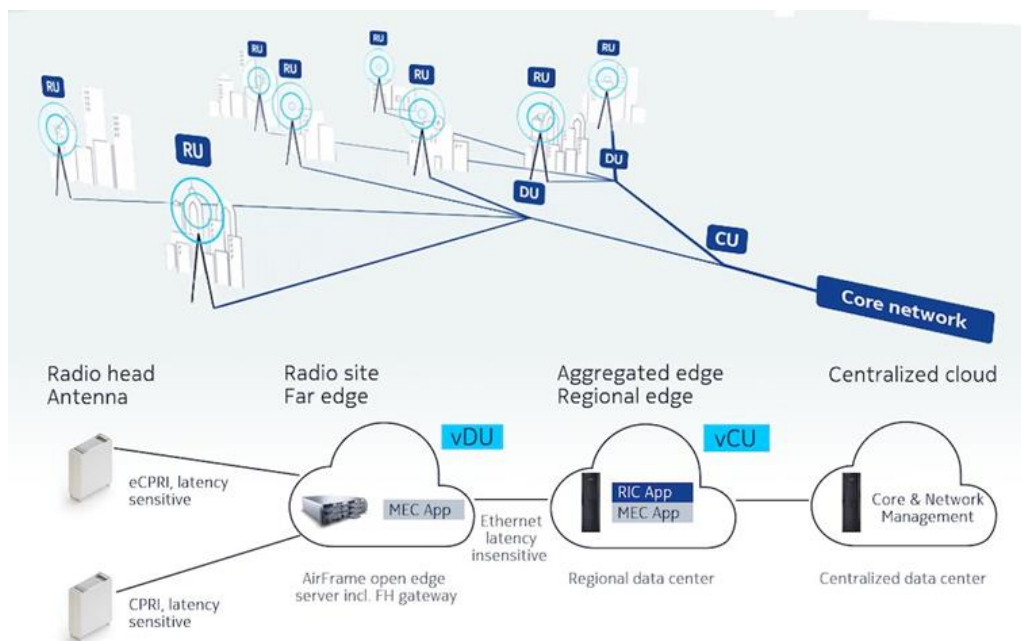 RU
RU
RU
RU
RU
RU
RU
RU
DU
DU
CU
Core network
Radio head
Antenna
Radio site
Far edge
Aggregated edge
Regional edge
Centralized cloud
vDU
vCU
eCPRI, latency
sensitive
MEC App
Ethernet
latency
insensitive
RIC App
MEC App
Core & Network
Management
CPRI, latency
sensitive
AirFrame open edge
server incl. FH gateway
Regional data center
Centralized data center